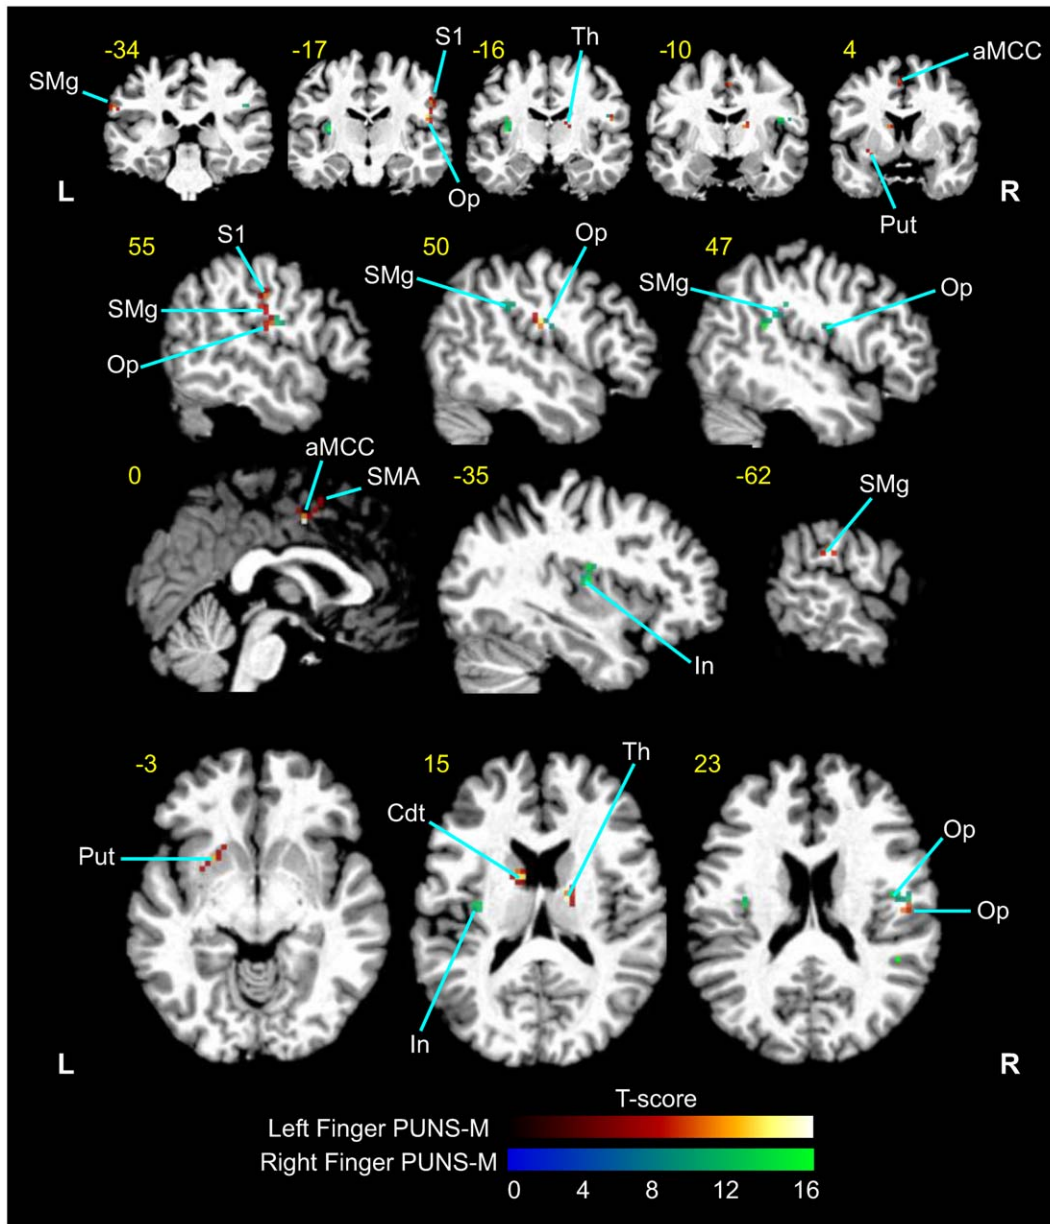 -34
-17
S1
-16
Th
-10
4
aMCC
SMg
L
Op
Put
R
55
S1
SMg
Op
50
SMg
Op
47
SMg
Op
0
aMCC
SMA
-35
In
-62
SMg
-3
Put
15
Cdt
Th
In
23
Op
Op
L
R
T-score
Left Finger PUNS-M
Right Finger PUNS-M
0 4 8 12 16